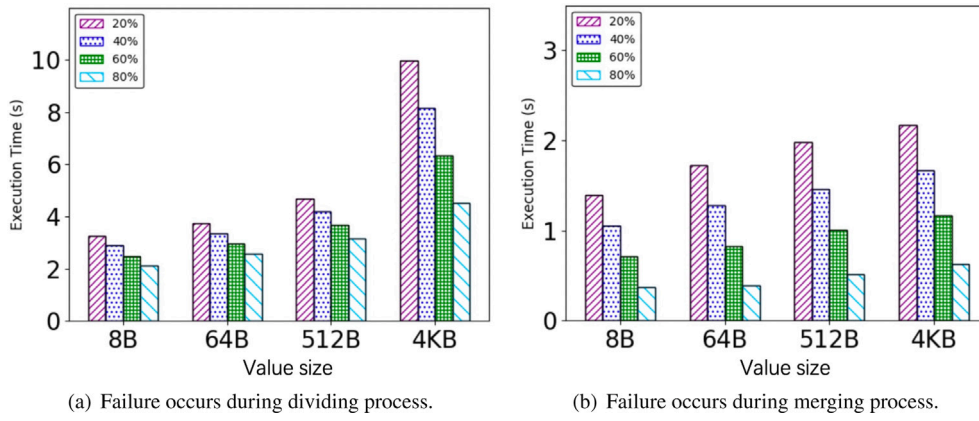 20%
40%
60%
80%
10
8
6
4
2
0
Execution Time (s)
8B 64B 512B 4KB
Value size
(a) Failure occurs during dividing process.
20%
40%
60%
80%
3
2
1
0
Execution Time (s)
8B 64B 512B 4KB
Value size
(b) Failure occurs during merging process.